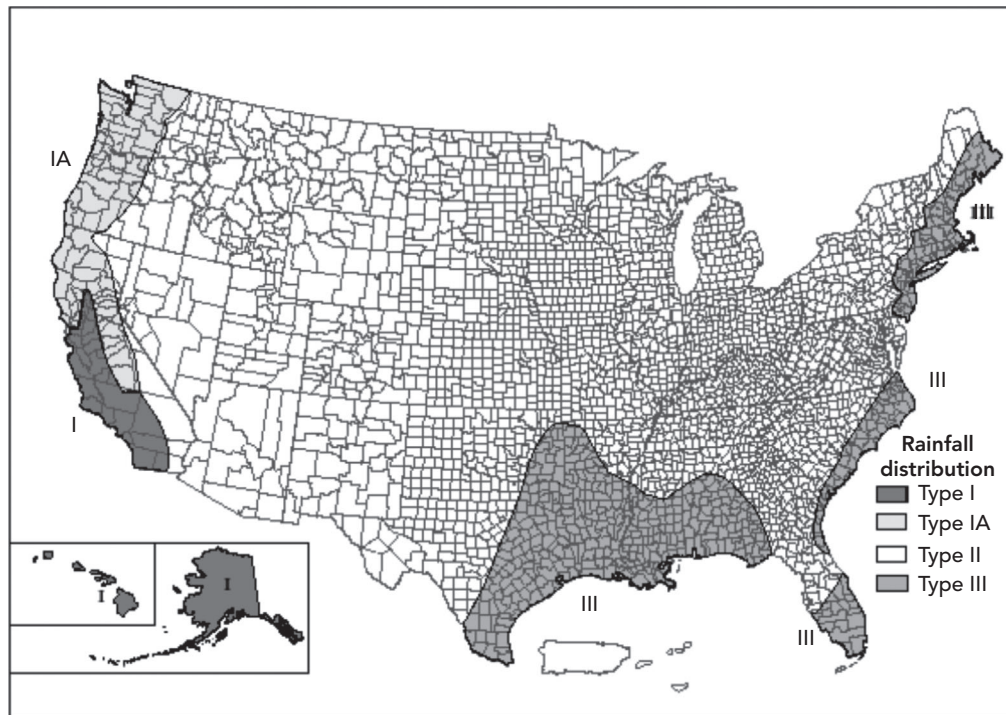 IA
III
III
I
Rainfall
distribution
Type I
Type IA
Type II
Type III
I
I
III
III